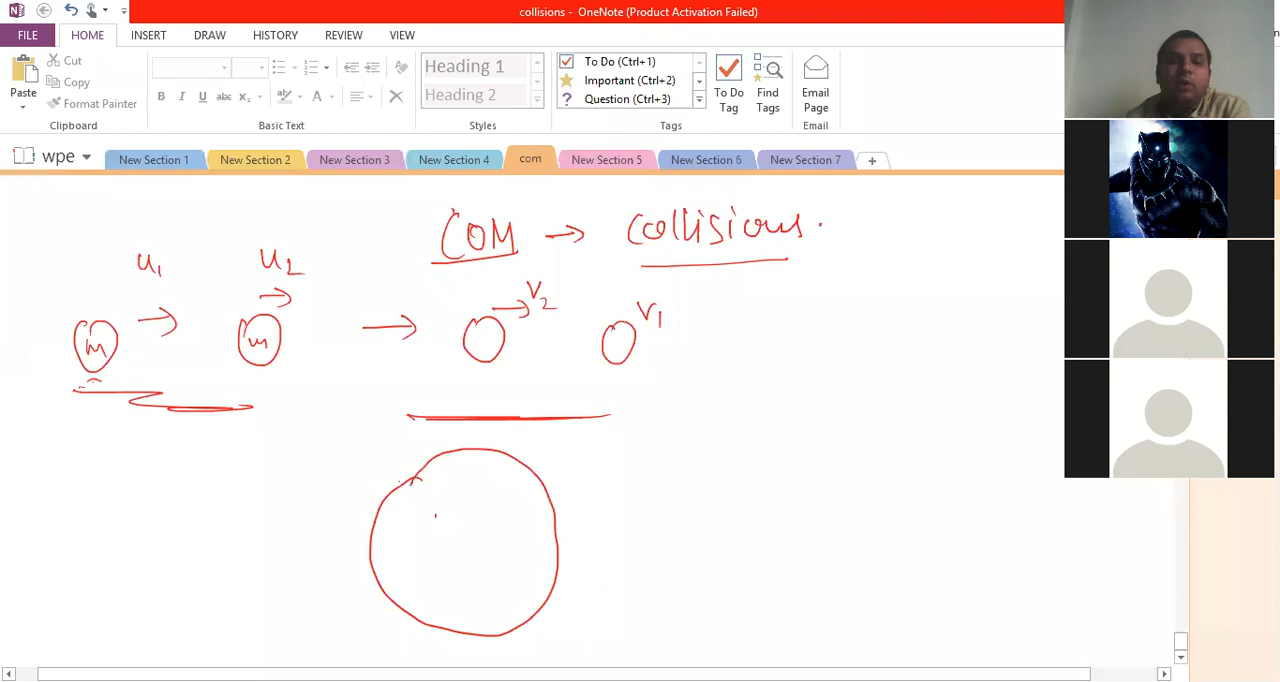 collisions - OneNote (Product Activation Failed)
FILE HOME INSERT DRAW HISTORY REVIEW VIEW
Paste
Cut
Copy
Format Painter
Clipboard
B I U abc X₂ A
Basic Text
Heading 1
Heading 2
Styles
To Do (Ctrl+1)
Important (Ctrl+2)
? Question (Ctrl+3)
Tags
To Do Tag
Find Tags
Email Page
Email
wpe New Section 1 New Section 2 New Section 3 New Section 4 com New Section 5 New Section 6 New Section 7 +
COM → Collisions.
u₁ u₂ → v₂ v₁
m m